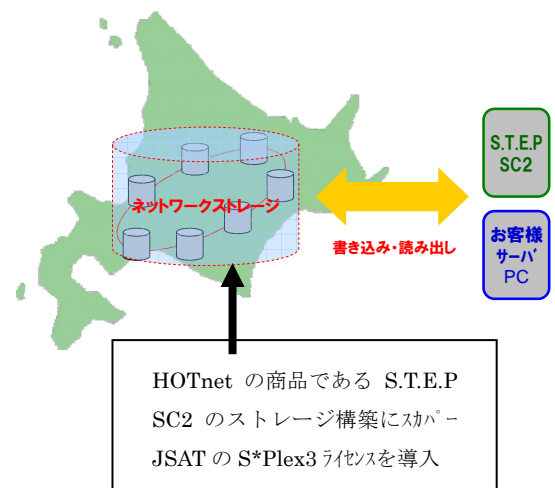 S.T.E.P
SC2
ネットワークストレージ
書き込み・読み出し
お客様
サーバ
PC
HOTnet の商品である S.T.E.P
SC2 のストレージ構築にｽｶﾊﾟｰ
JSAT の S*Plex3 ﾗｲｾﾝｽを導入